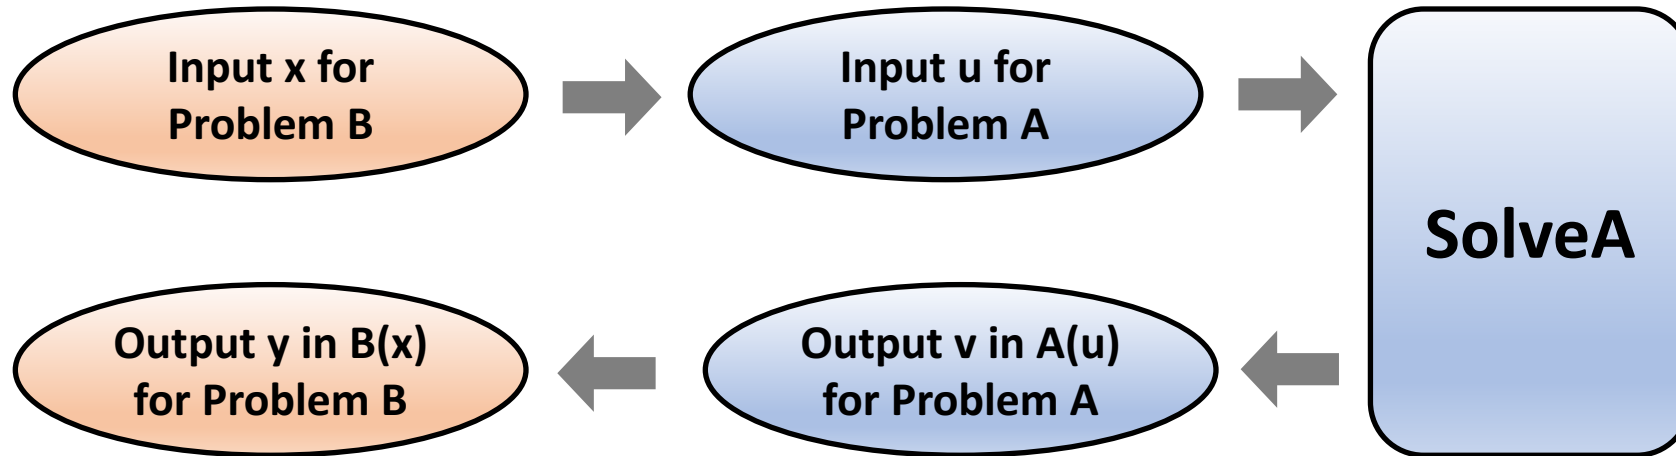 Input x for
Problem B
Input u for
Problem A
SolveA
Output y in B(x)
for Problem B
Output v in A(u)
for Problem A